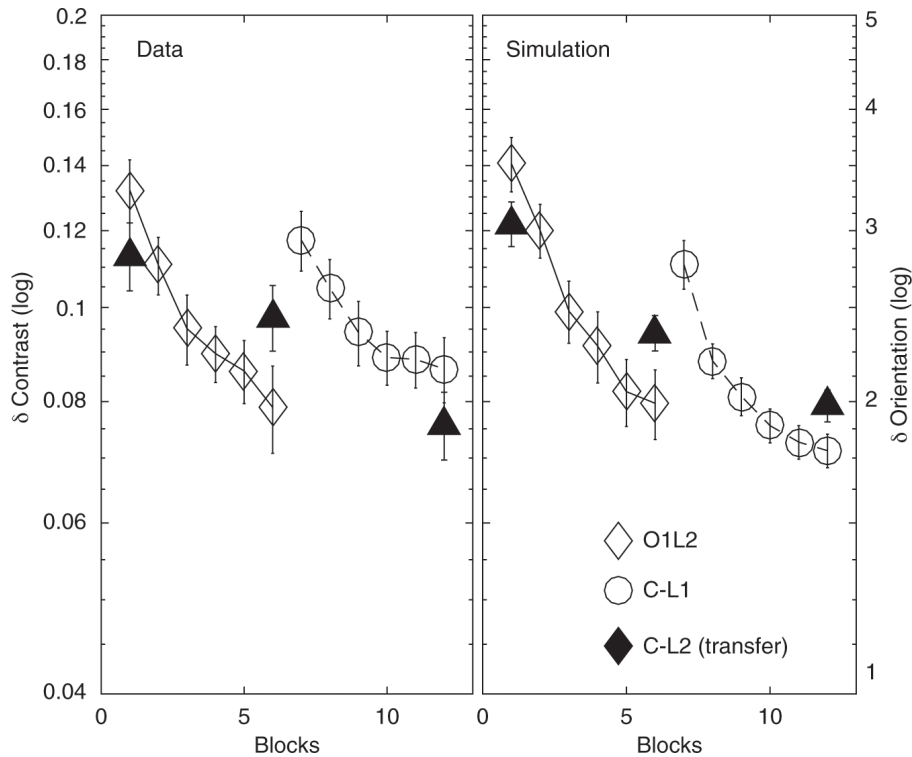 Data
Simulation
δ Contrast (log)
0.2
0.18
0.16
0.14
0.12
0.1
0.08
0.06
0.04
0
5
10
Blocks
0
5
10
Blocks
5
4
3
2
1
δ Orientation (log)
O1L2
C-L1
C-L2 (transfer)